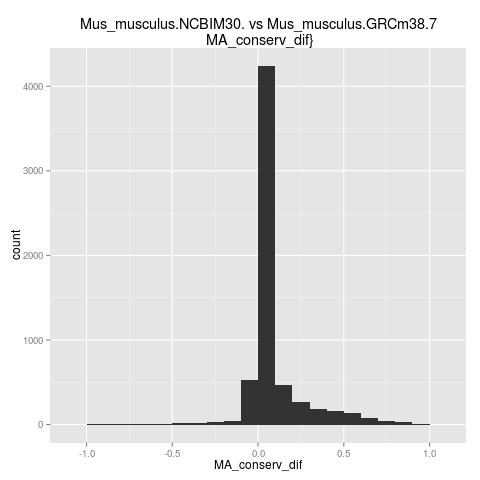 Mus_musculus.NCBIM30. vs Mus_musculus.GRCm38.7
MA_conserv_dif}
4000
3000
2000
1000
0
count
-1.0 -0.5 0.0 0.5 1.0
MA_conserv_dif